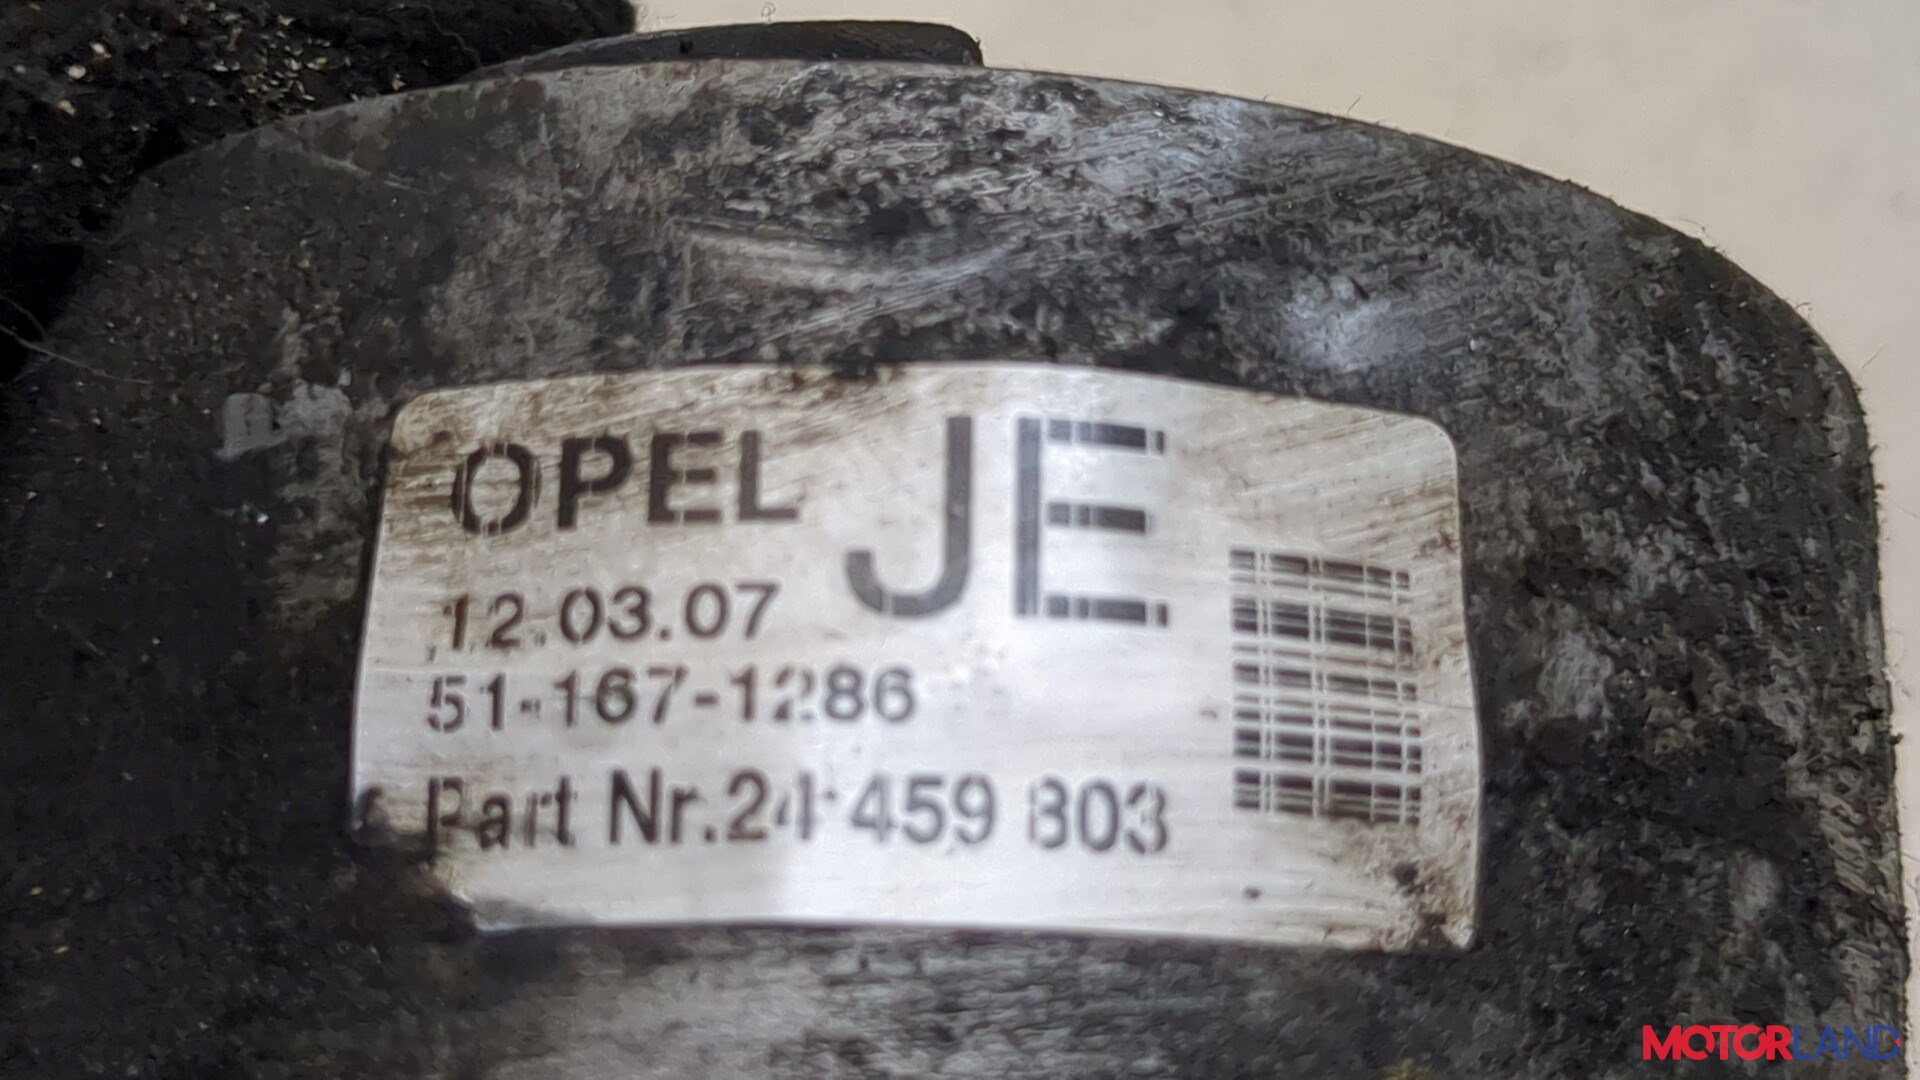 OPEL JE
12.03.07
51-167-1286
Part Nr.24 459 803
MOTORLAND